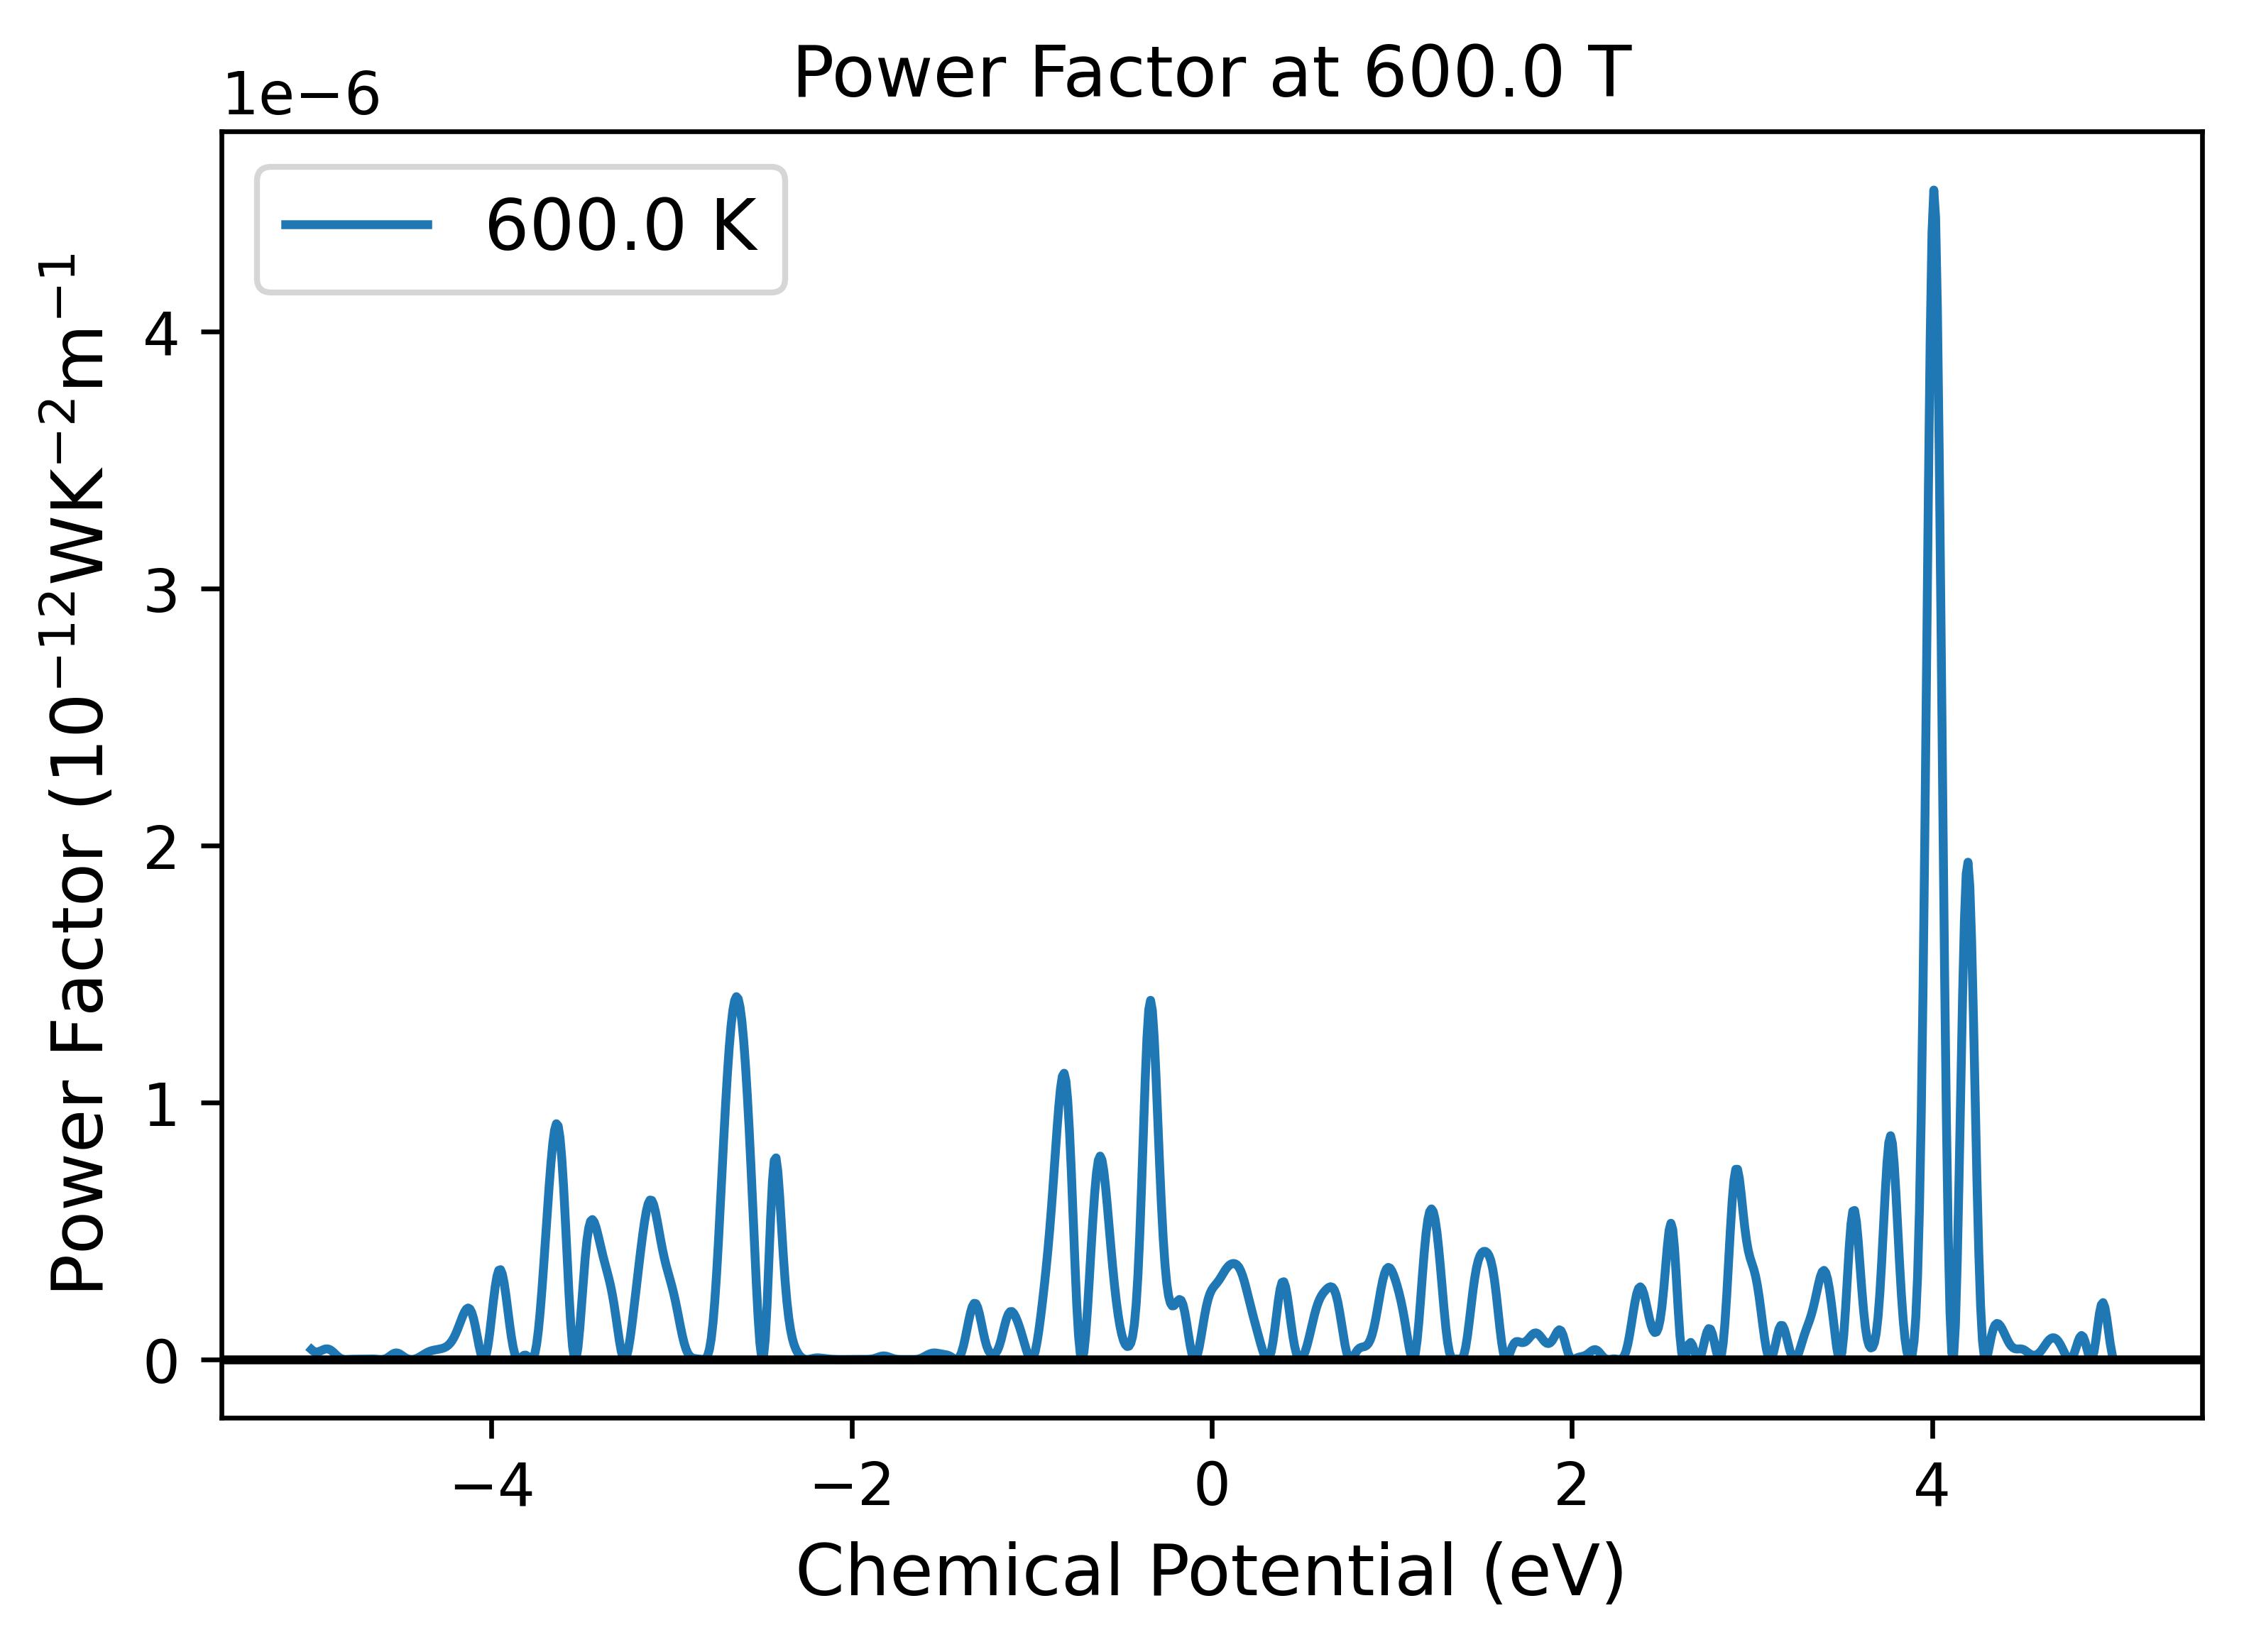 Power Factor at 600.0 T
1e−6
600.0 K
Power Factor (10⁻¹²WK⁻²m⁻¹
4
3
2
1
0
−4 −2 0 2 4
Chemical Potential (eV)